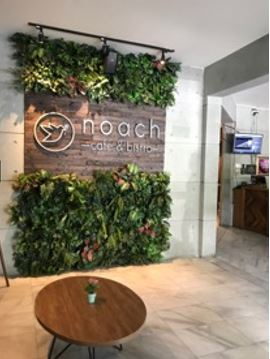 noach
—cafe & bistro—